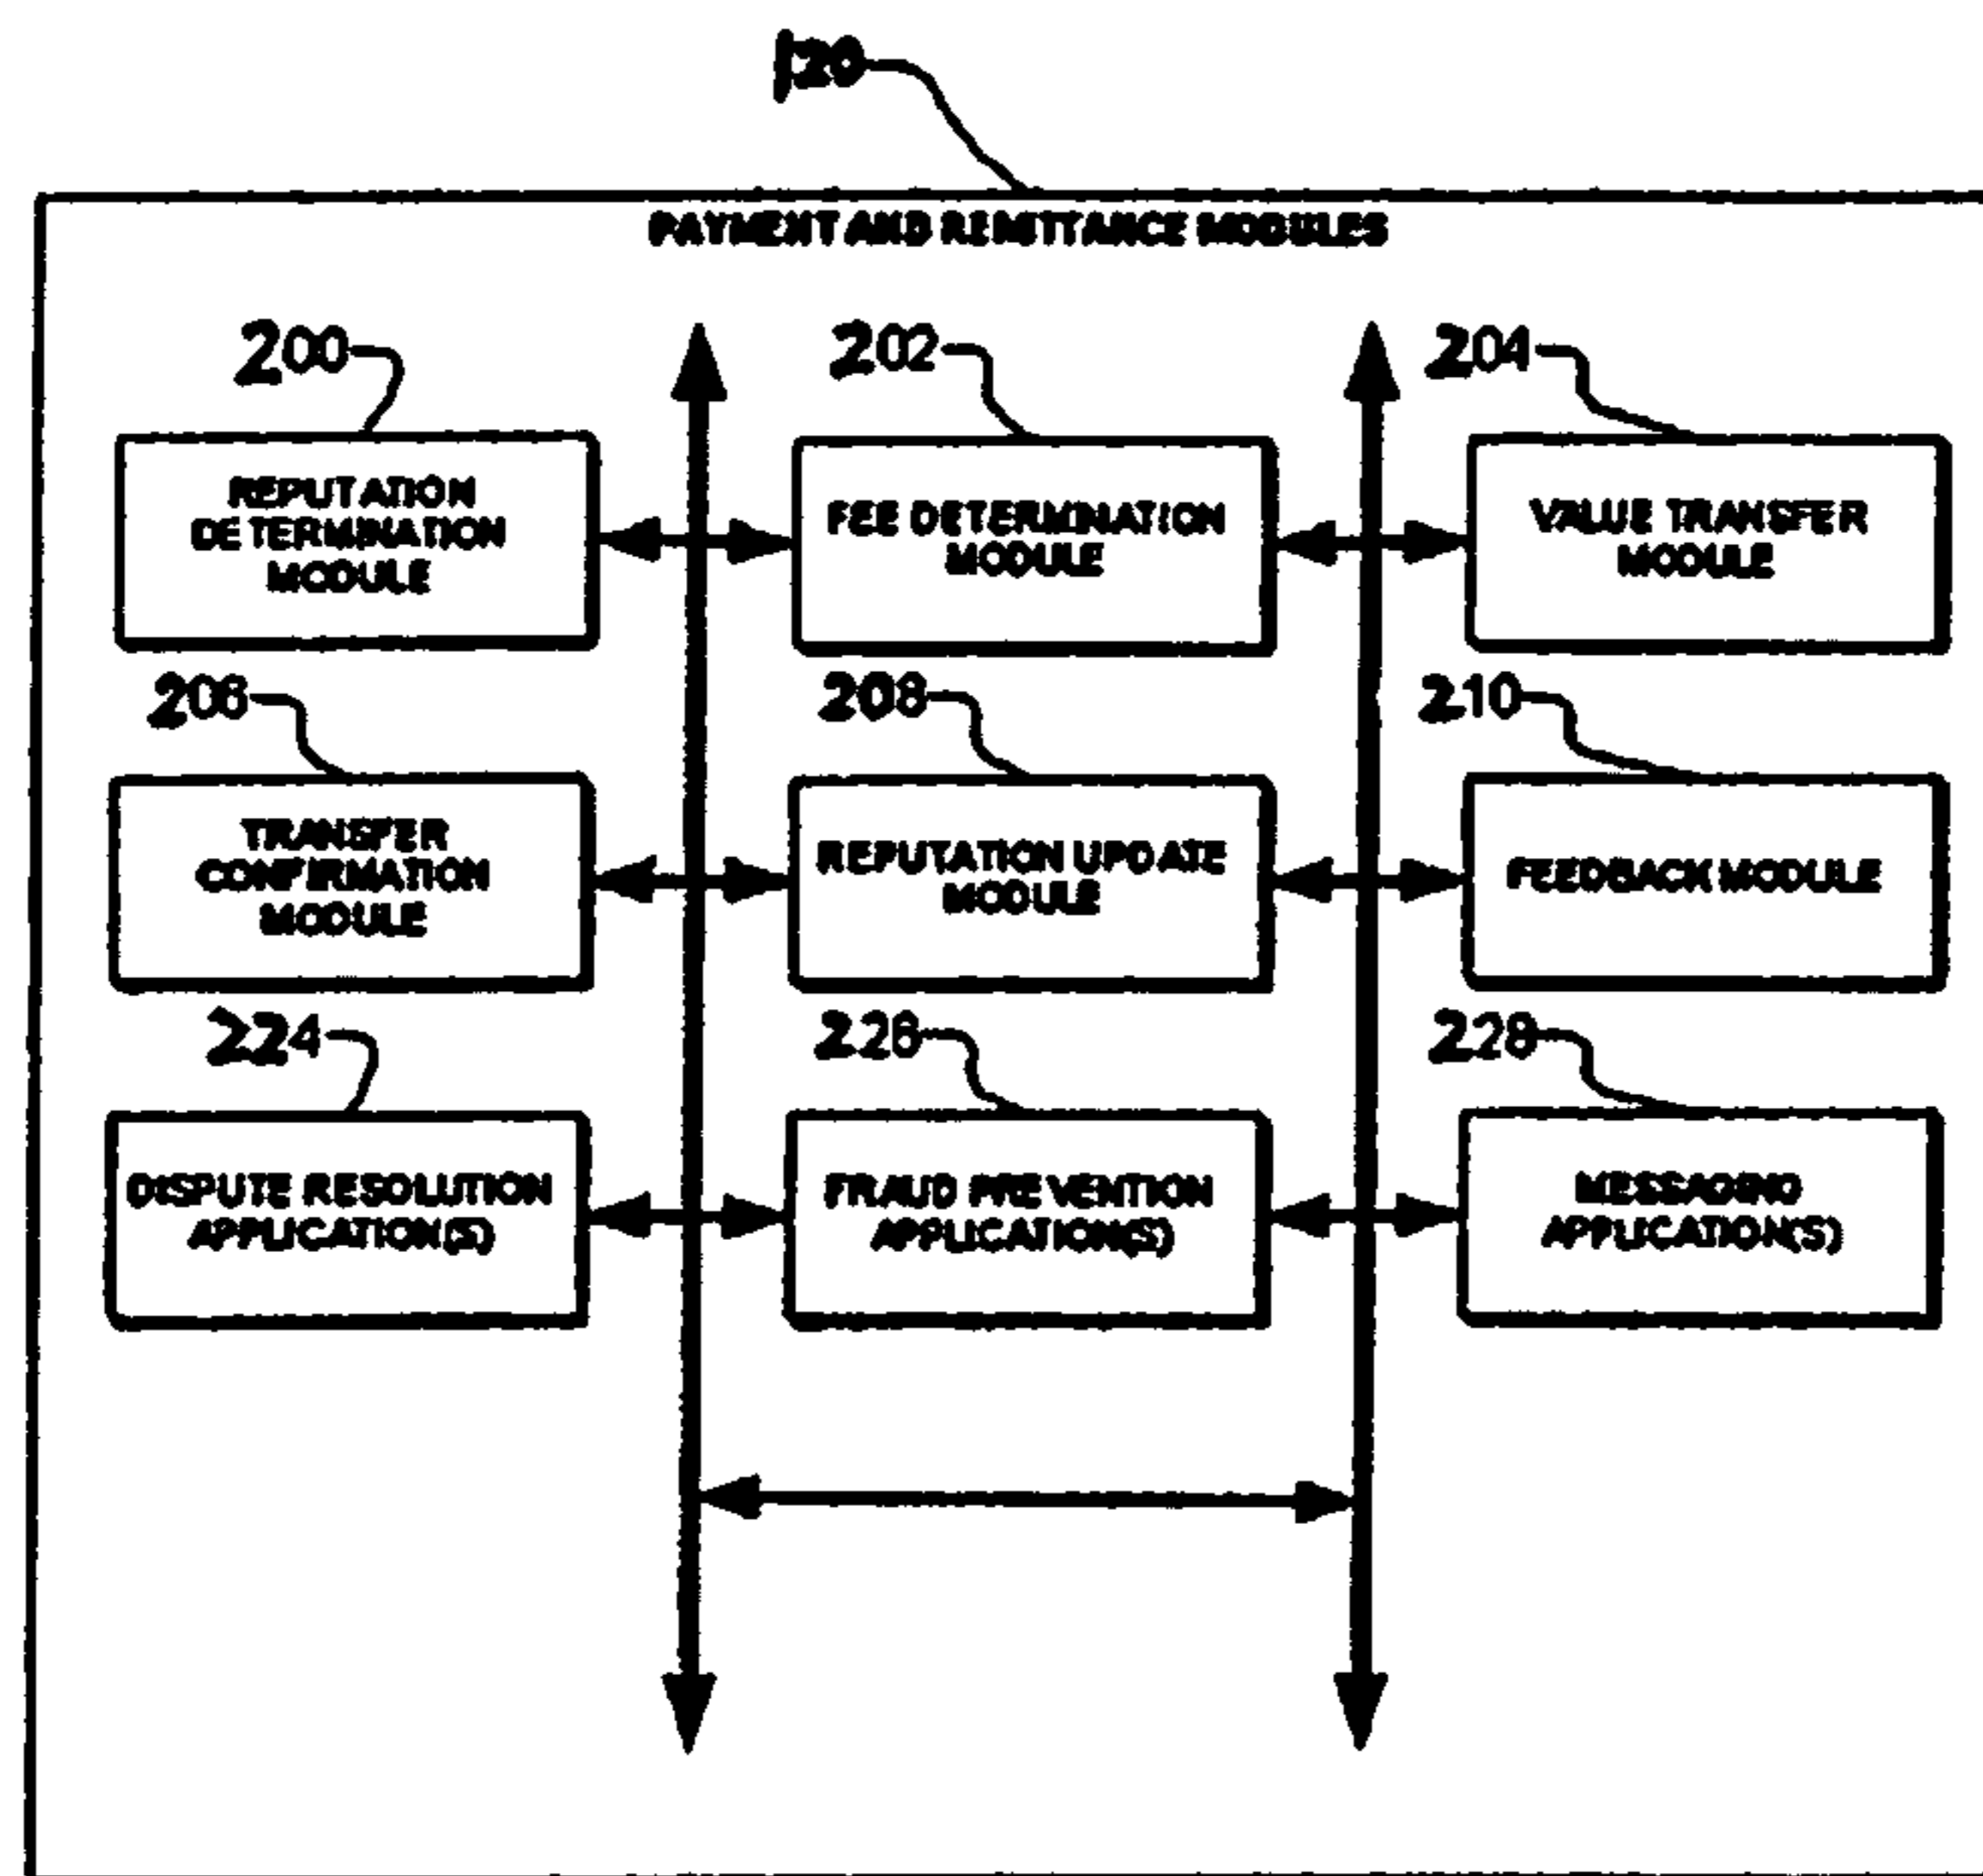 120
PAYMENT AND REMITTANCE MODULES
200
202
204
REPUTATION
DETERMINATION
MODULE
FEE DETERMINATION
MODULE
VALUE TRANSFER
MODULE
206
208
210
TRANSFER
CONFIRMATION
MODULE
REPUTATION UPDATE
MODULE
FEEDBACK MODULE
224
226
228
DISPUTE RESOLUTION
APPLICATION(S)
FRAUD PREVENTION
APPLICATION(S)
MESSAGING
APPLICATION(S)